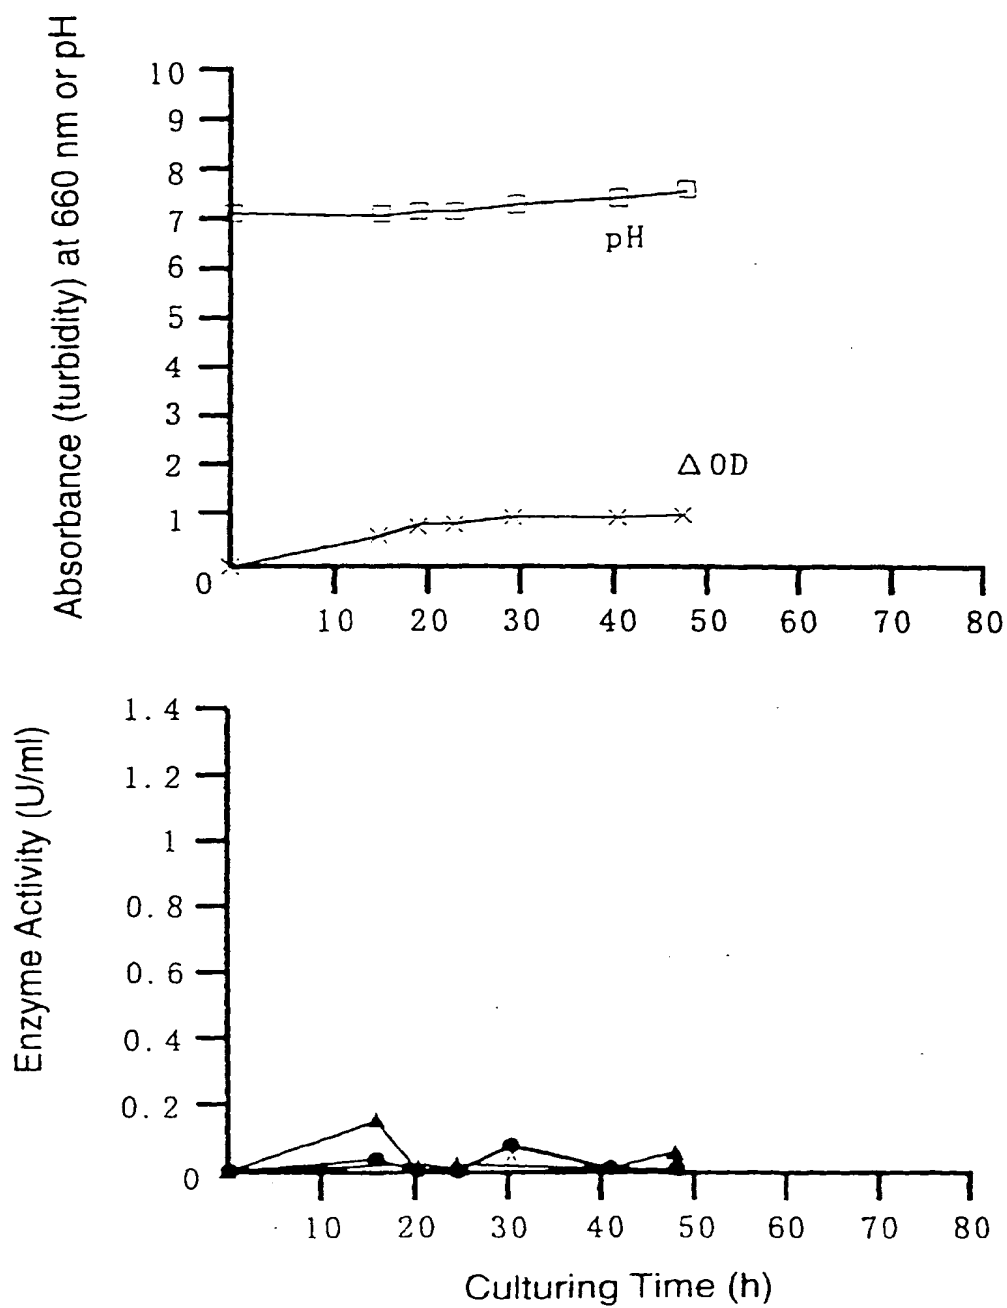 Absorbance (turbidity) at 660 nm or pH
10
9
8
7
6
5
4
3
2
1
0
pH
Δ OD
10 20 30 40 50 60 70 80
Enzyme Activity (U/ml)
1.4
1.2
1
0.8
0.6
0.4
0.2
0
10 20 30 40 50 60 70 80
Culturing Time (h)